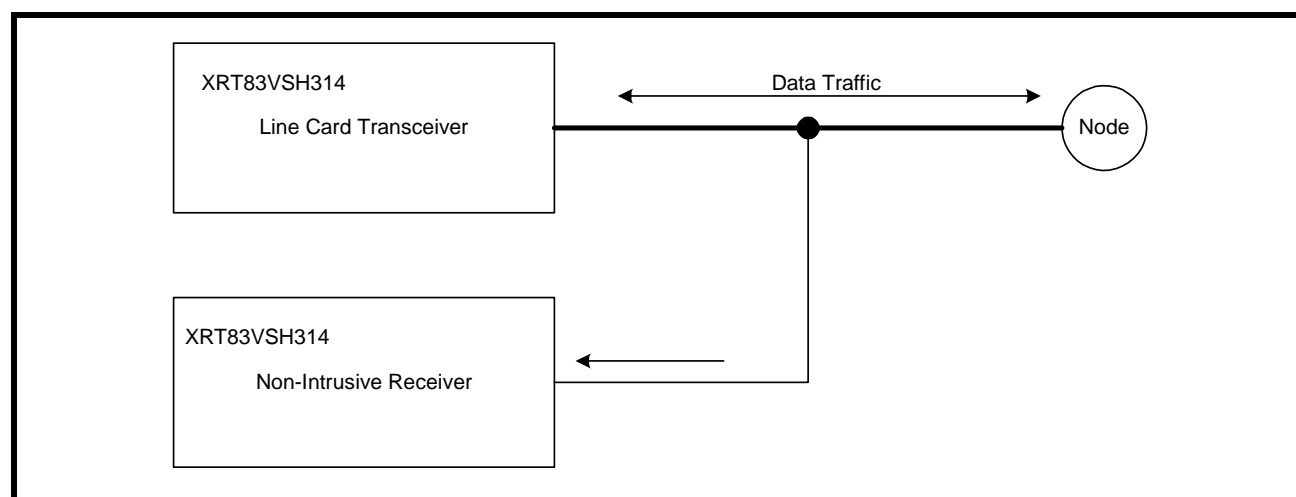 XRT83VSH314
Line Card Transceiver
Data Traffic
Node
XRT83VSH314
Non-Intrusive Receiver